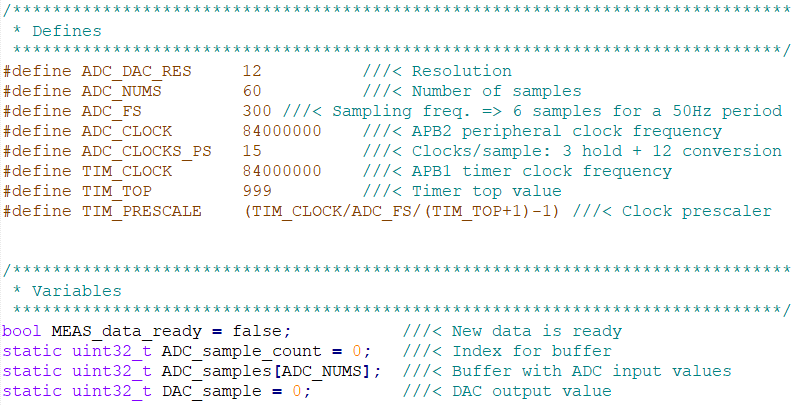 /******************************************************************************
 * Defines
 *****************************************************************************/
#define ADC_DAC_RES     12          ///< Resolution
#define ADC_NUMS        60          ///< Number of samples
#define ADC_FS          300 ///< Sampling freq. => 6 samples for a 50Hz period
#define ADC_CLOCK       84000000    ///< APB2 peripheral clock frequency
#define ADC_CLOCKS_PS   15          ///< Clocks/sample: 3 hold + 12 conversion
#define TIM_CLOCK       84000000    ///< APB1 timer clock frequency
#define TIM_TOP         999         ///< Timer top value
#define TIM_PRESCALE    (TIM_CLOCK/ADC_FS/(TIM_TOP+1)-1) ///< Clock prescaler
/******************************************************************************
 * Variables
 *****************************************************************************/
bool MEAS_data_ready = false;           ///< New data is ready
static uint32_t ADC_sample_count = 0;   ///< Index for buffer
static uint32_t ADC_samples[ADC_NUMS];  ///< Buffer with ADC input values
static uint32_t DAC_sample = 0;         ///< DAC output value